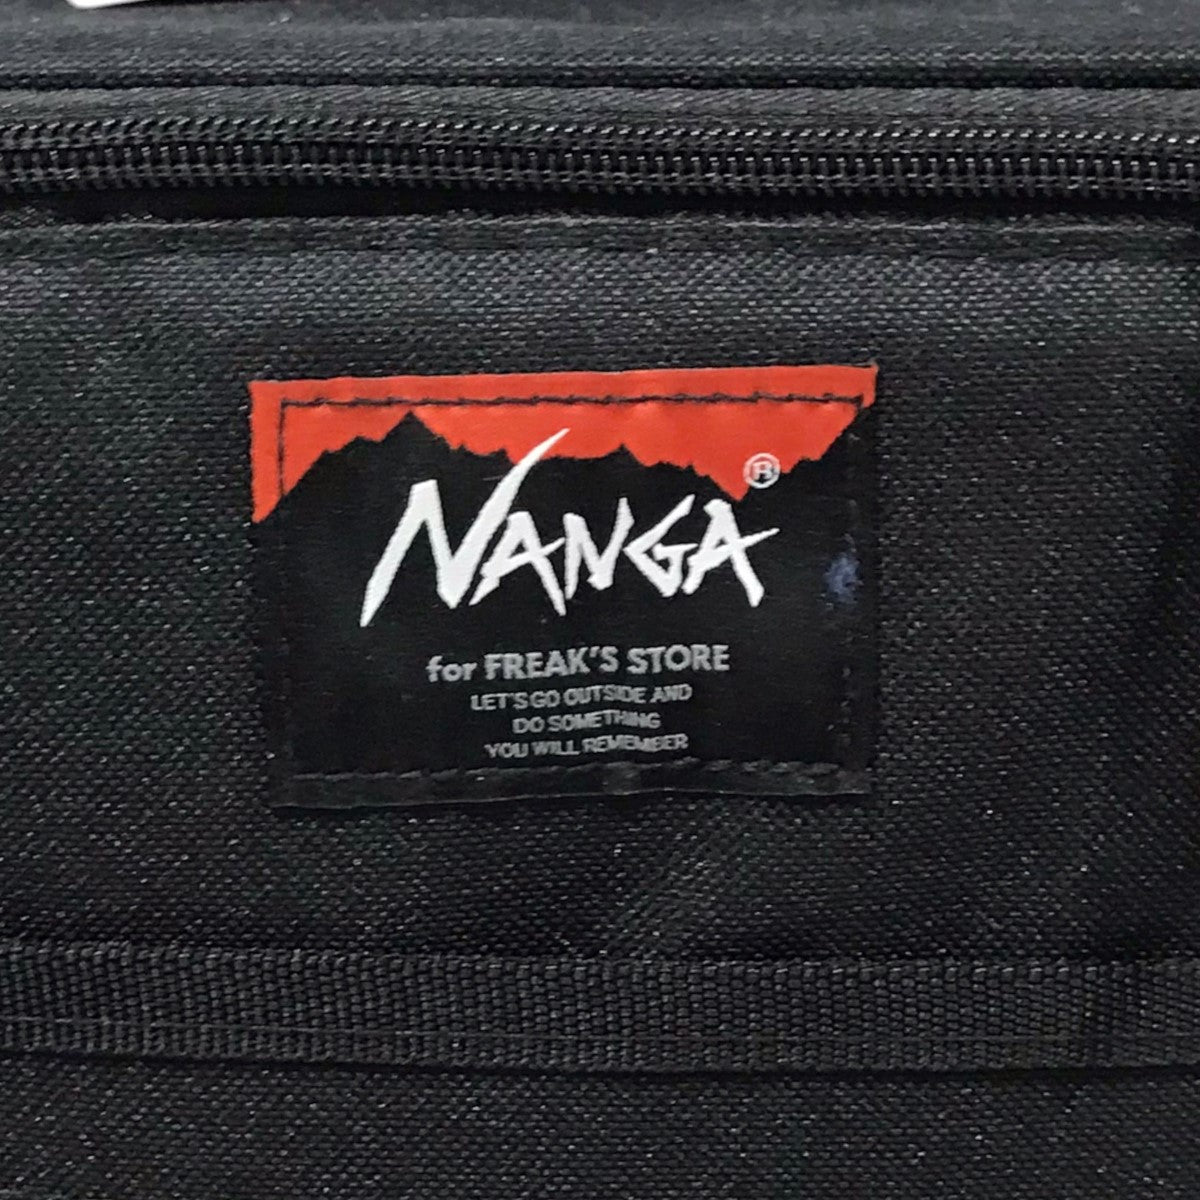 NANGA®
for FREAK'S STORE
LET'S GO OUTSIDE AND
DO SOMETHING
YOU WILL REMEMBER